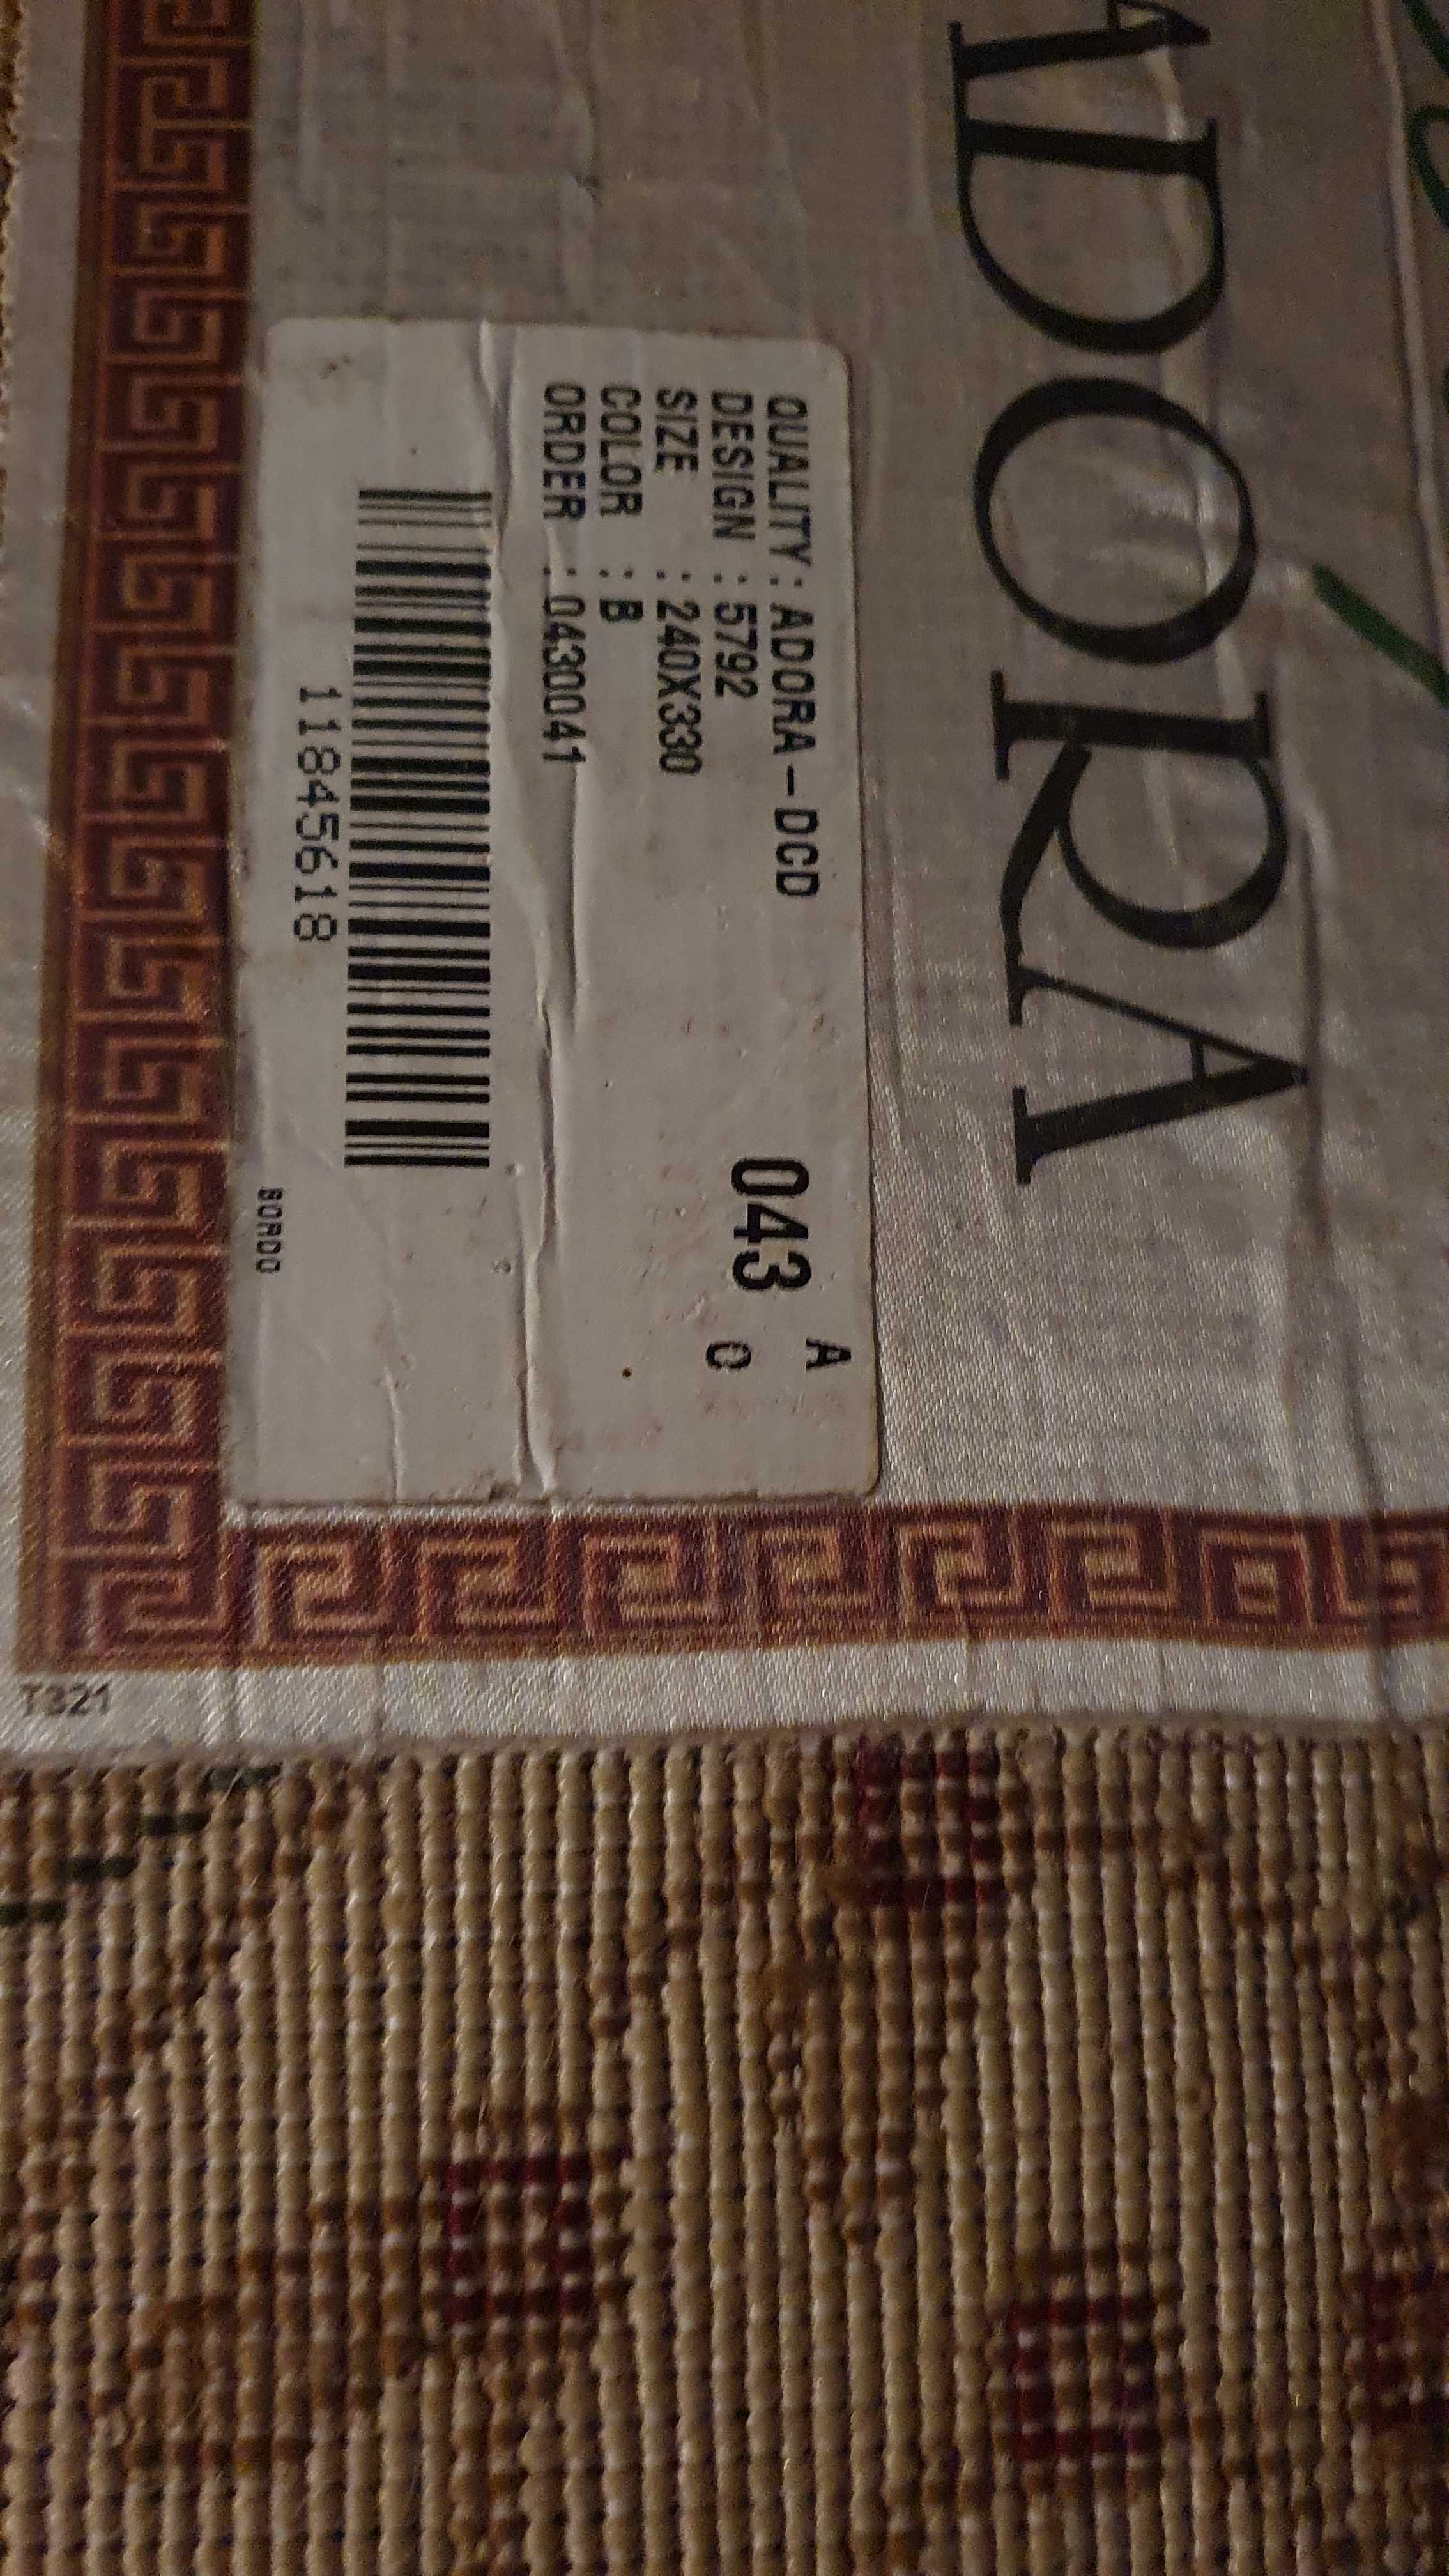 ADORA
QUALITY : ADORA-DCD
DESIGN : 5792
SIZE : 240X330
COLOR : B
ORDER : 0430041
043
A
0
11845618
BORDO
T321